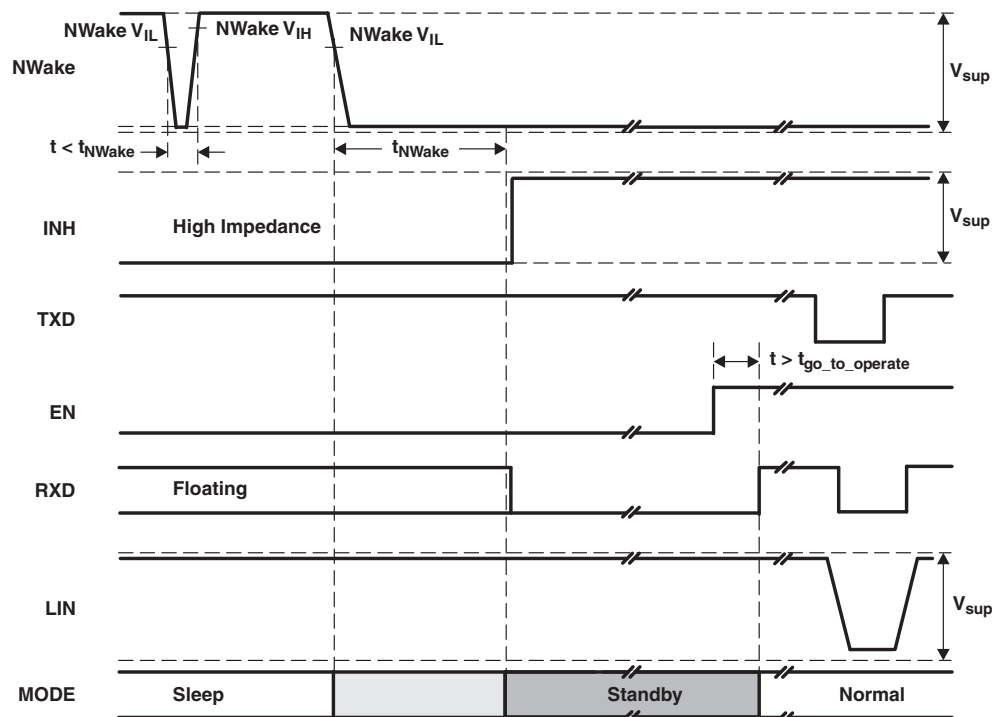 NWake V_IL
NWake V_IH
NWake V_IL
NWake
V_sup
t < t_NWake
t_NWake
INH
High Impedance
V_sup
TXD
t > t_go_to_operate
EN
RXD
Floating
LIN
V_sup
MODE
Sleep
Standby
Normal